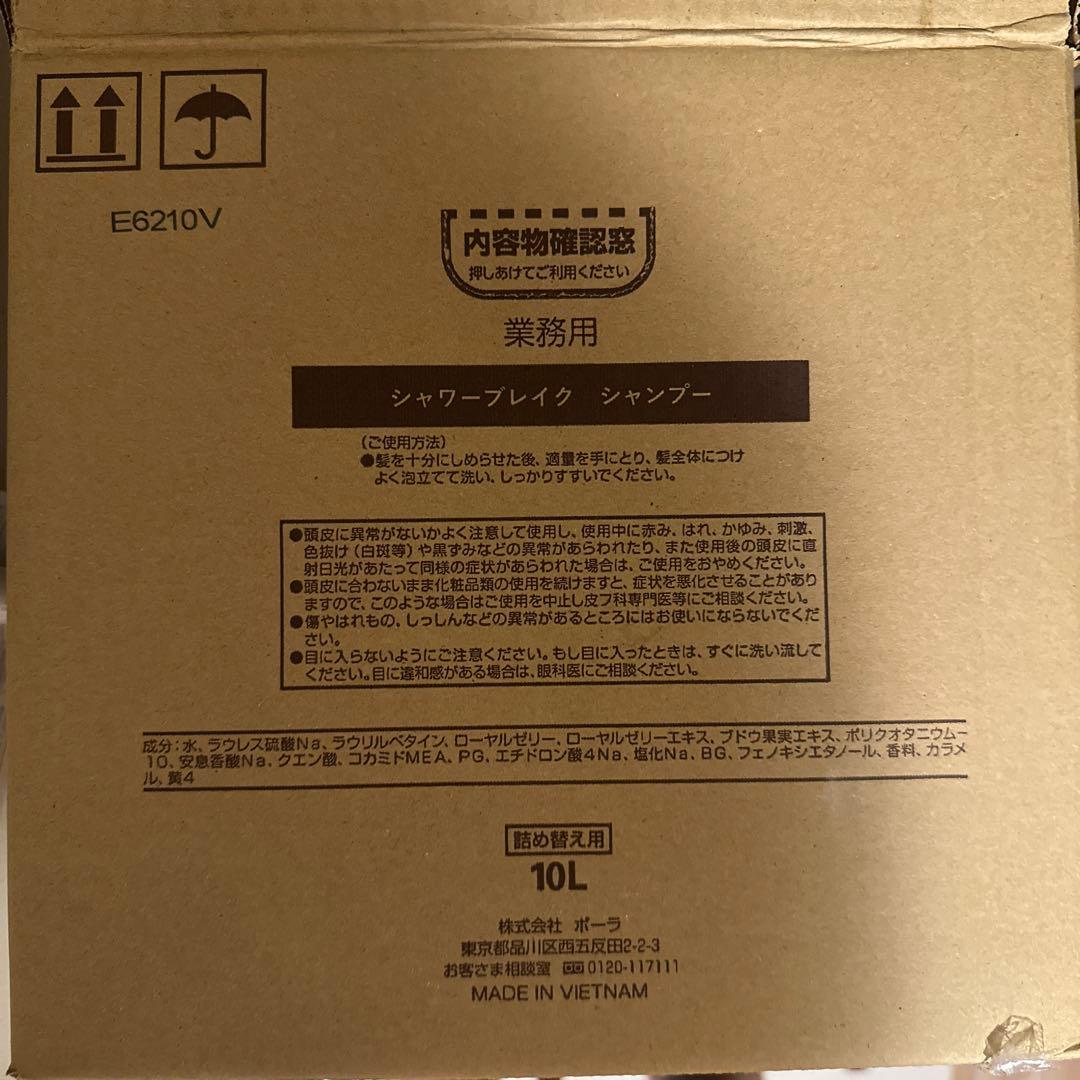 E6210V
内容物確認窓
押しあけてご利用ください
業務用
シャワーブレイク シャンプー
(ご使用方法)
●髪を十分にしめらせた後、適量を手にとり、髪全体につけ
よく泡立てて洗い、しっかりすすいでください。
●頭皮に異常がないかよく注意して使用し、使用中に赤み、はれ、かゆみ、刺激、
色抜け(白斑等)や黒ずみなどの異常があらわれたり、また使用後の頭皮に直
射日光があたって同様の症状があらわれた場合は、ご使用をおやめください。
●頭皮に合わないまま化粧品類の使用を続けますと、症状を悪化させることがあり
ますので、このような場合はご使用を中止し皮フ科専門医等にご相談ください。
●傷やはれもの、しっしんなどの異常があるところにはお使いにならないでくだ
さい。
●目に入らないようにご注意ください。もし目に入ったときは、すぐに洗い流して
ください。目に違和感がある場合は、眼科医にご相談ください。
成分:水、ラウレス硫酸Na、ラウリルベタイン、ローヤルゼリー、ローヤルゼリーエキス、ブドウ果実エキス、ポリクオタニウム-
10、安息香酸Na、クエン酸、コカミドMEA、PG、エチドロン酸4Na、塩化Na、BG、フェノキシエタノール、香料、カラメ
ル、黄4
詰め替え用
10L
株式会社 ポーラ
東京都品川区西五反田2-2-3
お客さま相談室 0120-117111
MADE IN VIETNAM